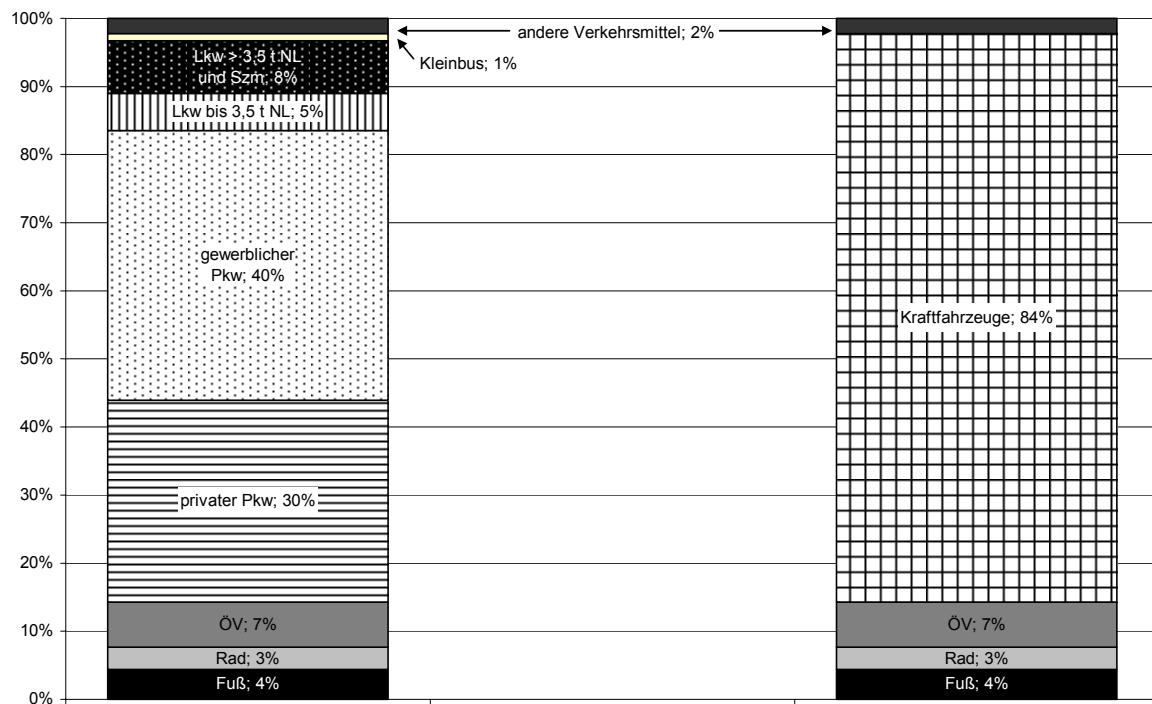 100%
90%
80%
70%
60%
50%
40%
30%
20%
10%
0%
andere Verkehrsmittel; 2%
Kleinbus; 1%
Lkw > 3,5 t NL
und Szm; 8%
Lkw bis 3,5 t NL; 5%
gewerblicher
Pkw; 40%
privater Pkw; 30%
ÖV; 7%
Rad; 3%
Fuß; 4%
Kraftfahrzeuge; 84%
ÖV; 7%
Rad; 3%
Fuß; 4%